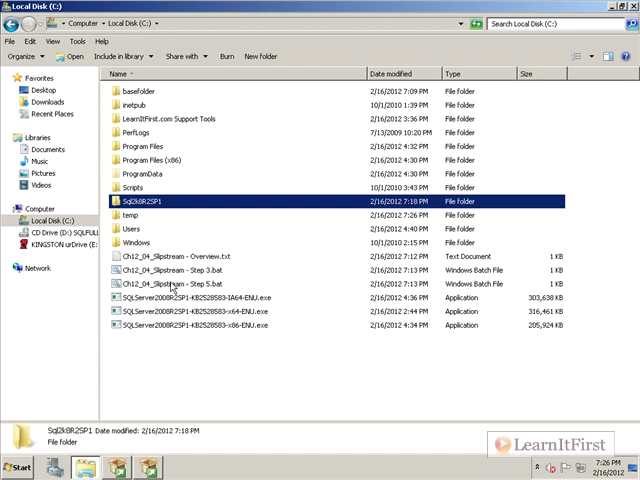 Local Disk (C:)
Computer ▸ Local Disk (C:) ▸
Search Local Disk (C:)
File Edit View Tools Help
Organize Open Include in library Share with Burn New folder
Name Date modified Type Size
Favorites
Desktop
Downloads
Recent Places
Libraries
Documents
Music
Pictures
Videos
Computer
Local Disk (C:)
CD Drive (D:) SQLFULL
KINGSTON urDrive (E:
Network
basefolder 2/16/2012 7:09 PM File folder
inetpub 10/1/2010 1:39 PM File folder
LearnItFirst.com Support Tools 2/16/2012 3:36 PM File folder
PerfLogs 7/13/2009 10:20 PM File folder
Program Files 2/16/2012 4:32 PM File folder
Program Files (x86) 2/16/2012 4:30 PM File folder
ProgramData 2/16/2012 4:30 PM File folder
Scripts 10/1/2010 3:43 PM File folder
Sql2k8R2SP1 2/16/2012 7:18 PM File folder
temp 2/16/2012 7:26 PM File folder
Users 2/16/2012 4:40 PM File folder
Windows 10/1/2010 2:15 PM File folder
Ch12_04_Slipstream - Overview.txt 2/16/2012 7:12 PM Text Document 1 KB
Ch12_04_Slipstream - Step 3.bat 2/16/2012 7:13 PM Windows Batch File 1 KB
Ch12_04_Slipstream - Step 5.bat 2/16/2012 7:13 PM Windows Batch File 1 KB
SQLServer2008R2SP1-KB2528583-IA64-ENU.exe 2/16/2012 4:36 PM Application 303,638 KB
SQLServer2008R2SP1-KB2528583-x64-ENU.exe 2/16/2012 2:44 PM Application 316,461 KB
SQLServer2008R2SP1-KB2528583-x86-ENU.exe 2/16/2012 4:34 PM Application 205,924 KB
Sql2k8R2SP1 Date modified: 2/16/2012 7:18 PM
File folder
LearnItFirst
Start
7:26 PM
2/16/2012